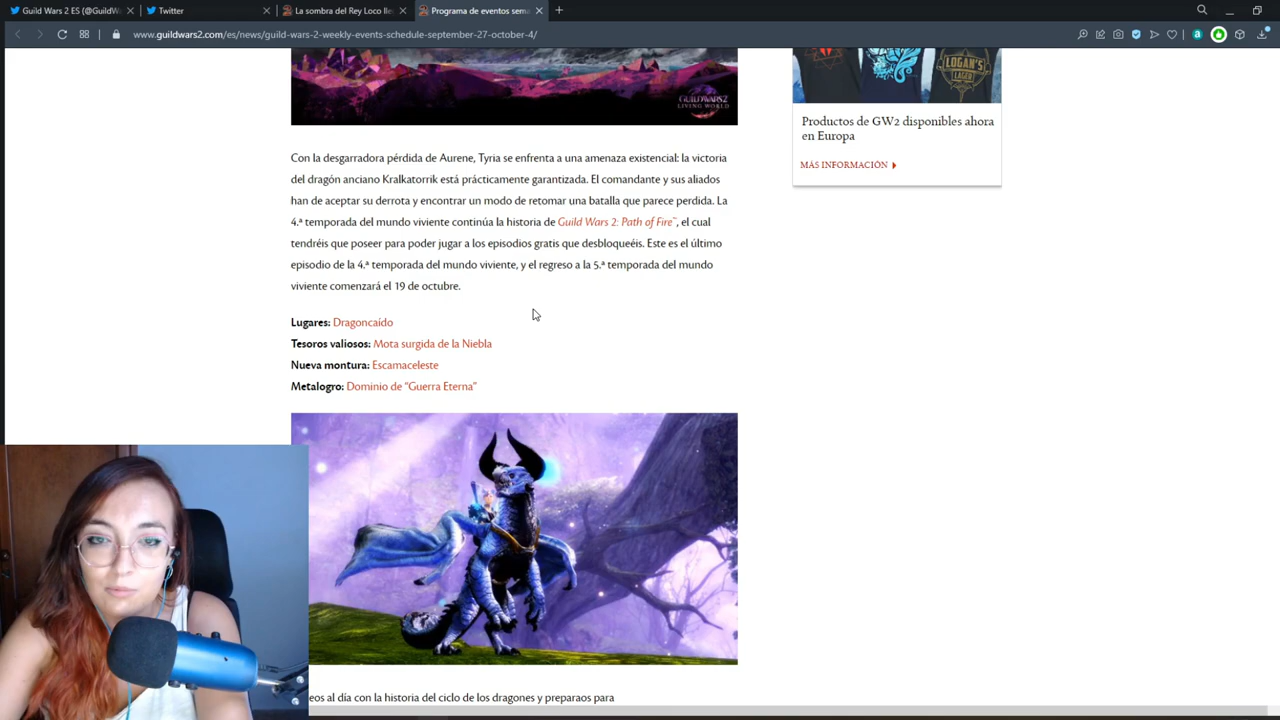 Guild Wars 2 ES (@GuildW
Twitter
La sombra del Rey Loco lle
Programa de eventos sema
www.guildwars2.com/es/news/guild-wars-2-weekly-events-schedule-september-27-october-4/
GUILD WARS 2
LIVING WORLD
LOGAN'S
LAGER
Productos de GW2 disponibles ahora
en Europa
MÁS INFORMACIÓN
Con la desgarradora pérdida de Aurene, Tyria se enfrenta a una amenaza existencial: la victoria
del dragón anciano Kralkatorrik está prácticamente garantizada. El comandante y sus aliados
han de aceptar su derrota y encontrar un modo de retomar una batalla que parece perdida. La
4.ª temporada del mundo viviente continúa la historia de Guild Wars 2: Path of Fire™, el cual
tendréis que poseer para poder jugar a los episodios gratis que desbloqueéis. Este es el último
episodio de la 4.ª temporada del mundo viviente, y el regreso a la 5.ª temporada del mundo
viviente comenzará el 19 de octubre.
Lugares: Dragoncaído
Tesoros valiosos: Mota surgida de la Niebla
Nueva montura: Escamaceleste
Metalogro: Dominio de “Guerra Eterna”
eos al día con la historia del ciclo de los dragones y preparaos para